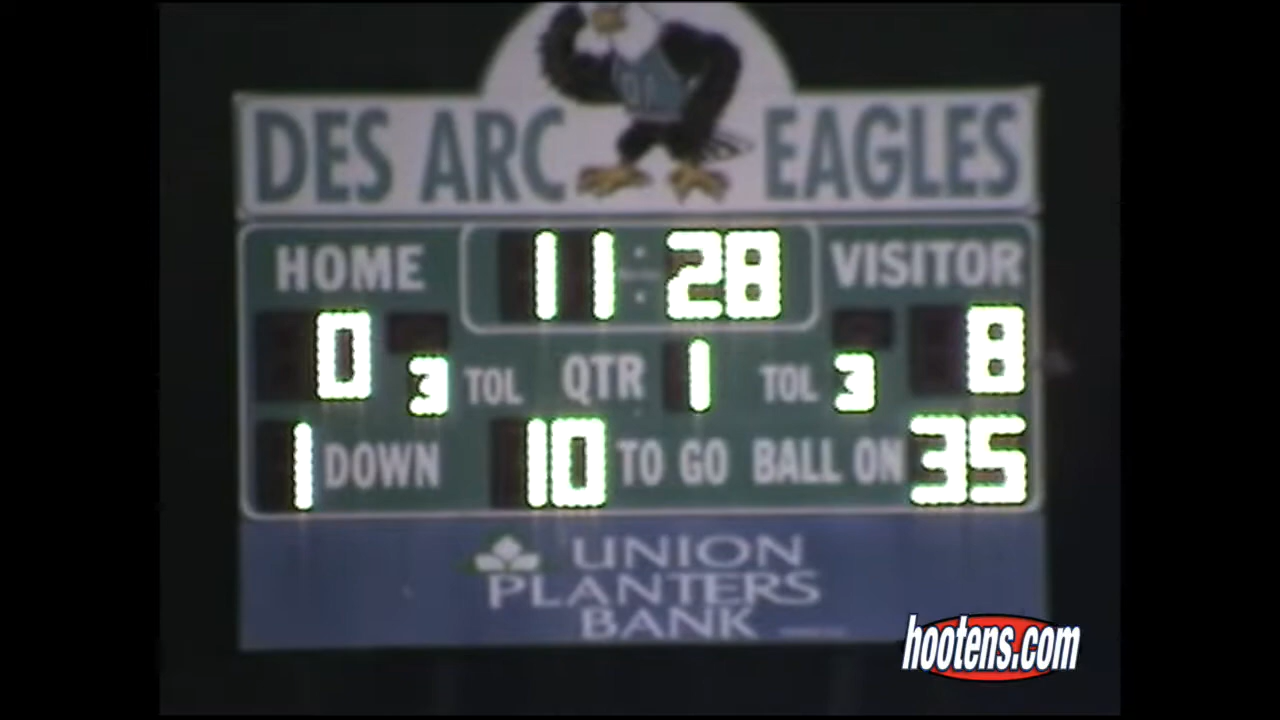 DES ARC EAGLES
HOME 11:28 VISITOR
0 3 TOL QTR 1 TOL 3 8
1 DOWN 10 TO GO BALL ON 35
UNION
PLANTERS
BANK
hootens.com